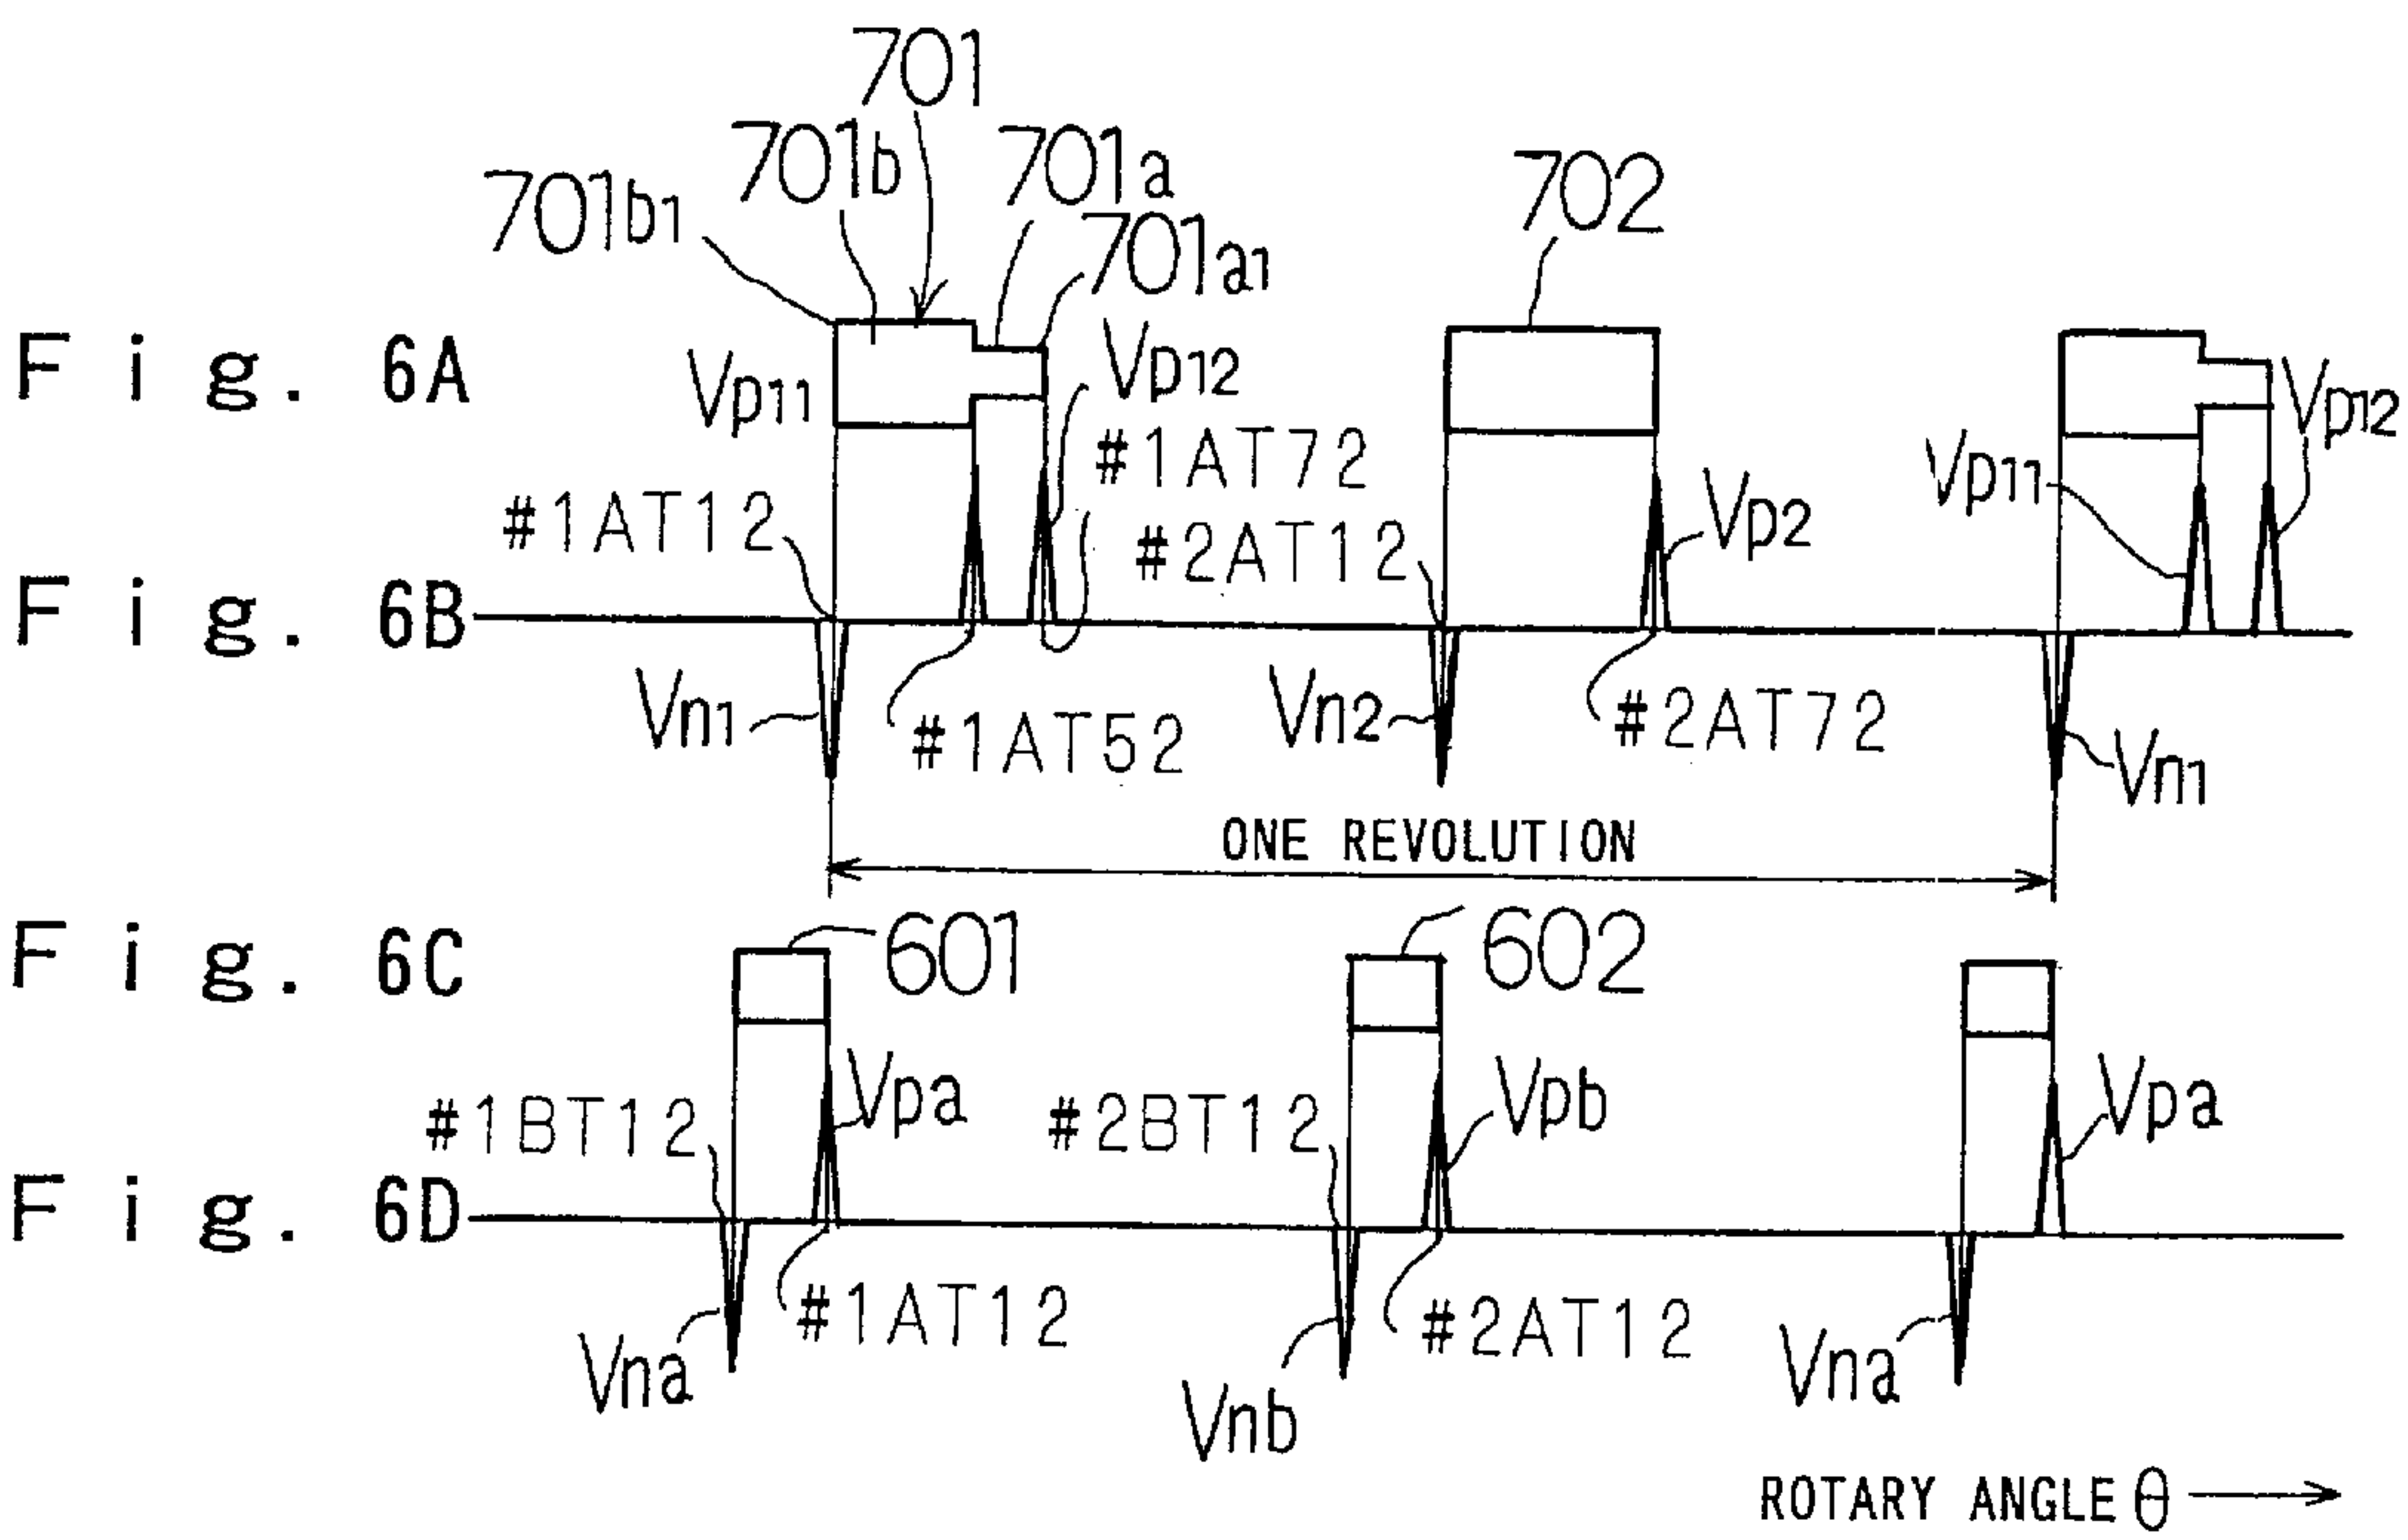 701
701b
701a
701b1
702
701a1
Fig. 6A
Vp11
Vp12
Vp12
#1AT72
Vp11
#1AT12
#2AT12
Vp2
Fig. 6B
Vn1
#1AT52
Vn2
#2AT72
Vn1
ONE REVOLUTION
Fig. 6C
601
602
Vpa
Vpb
Vpa
#1BT12
#2BT12
Fig. 6D
#1AT12
#2AT12
Vna
Vnb
Vna
ROTARY ANGLE θ